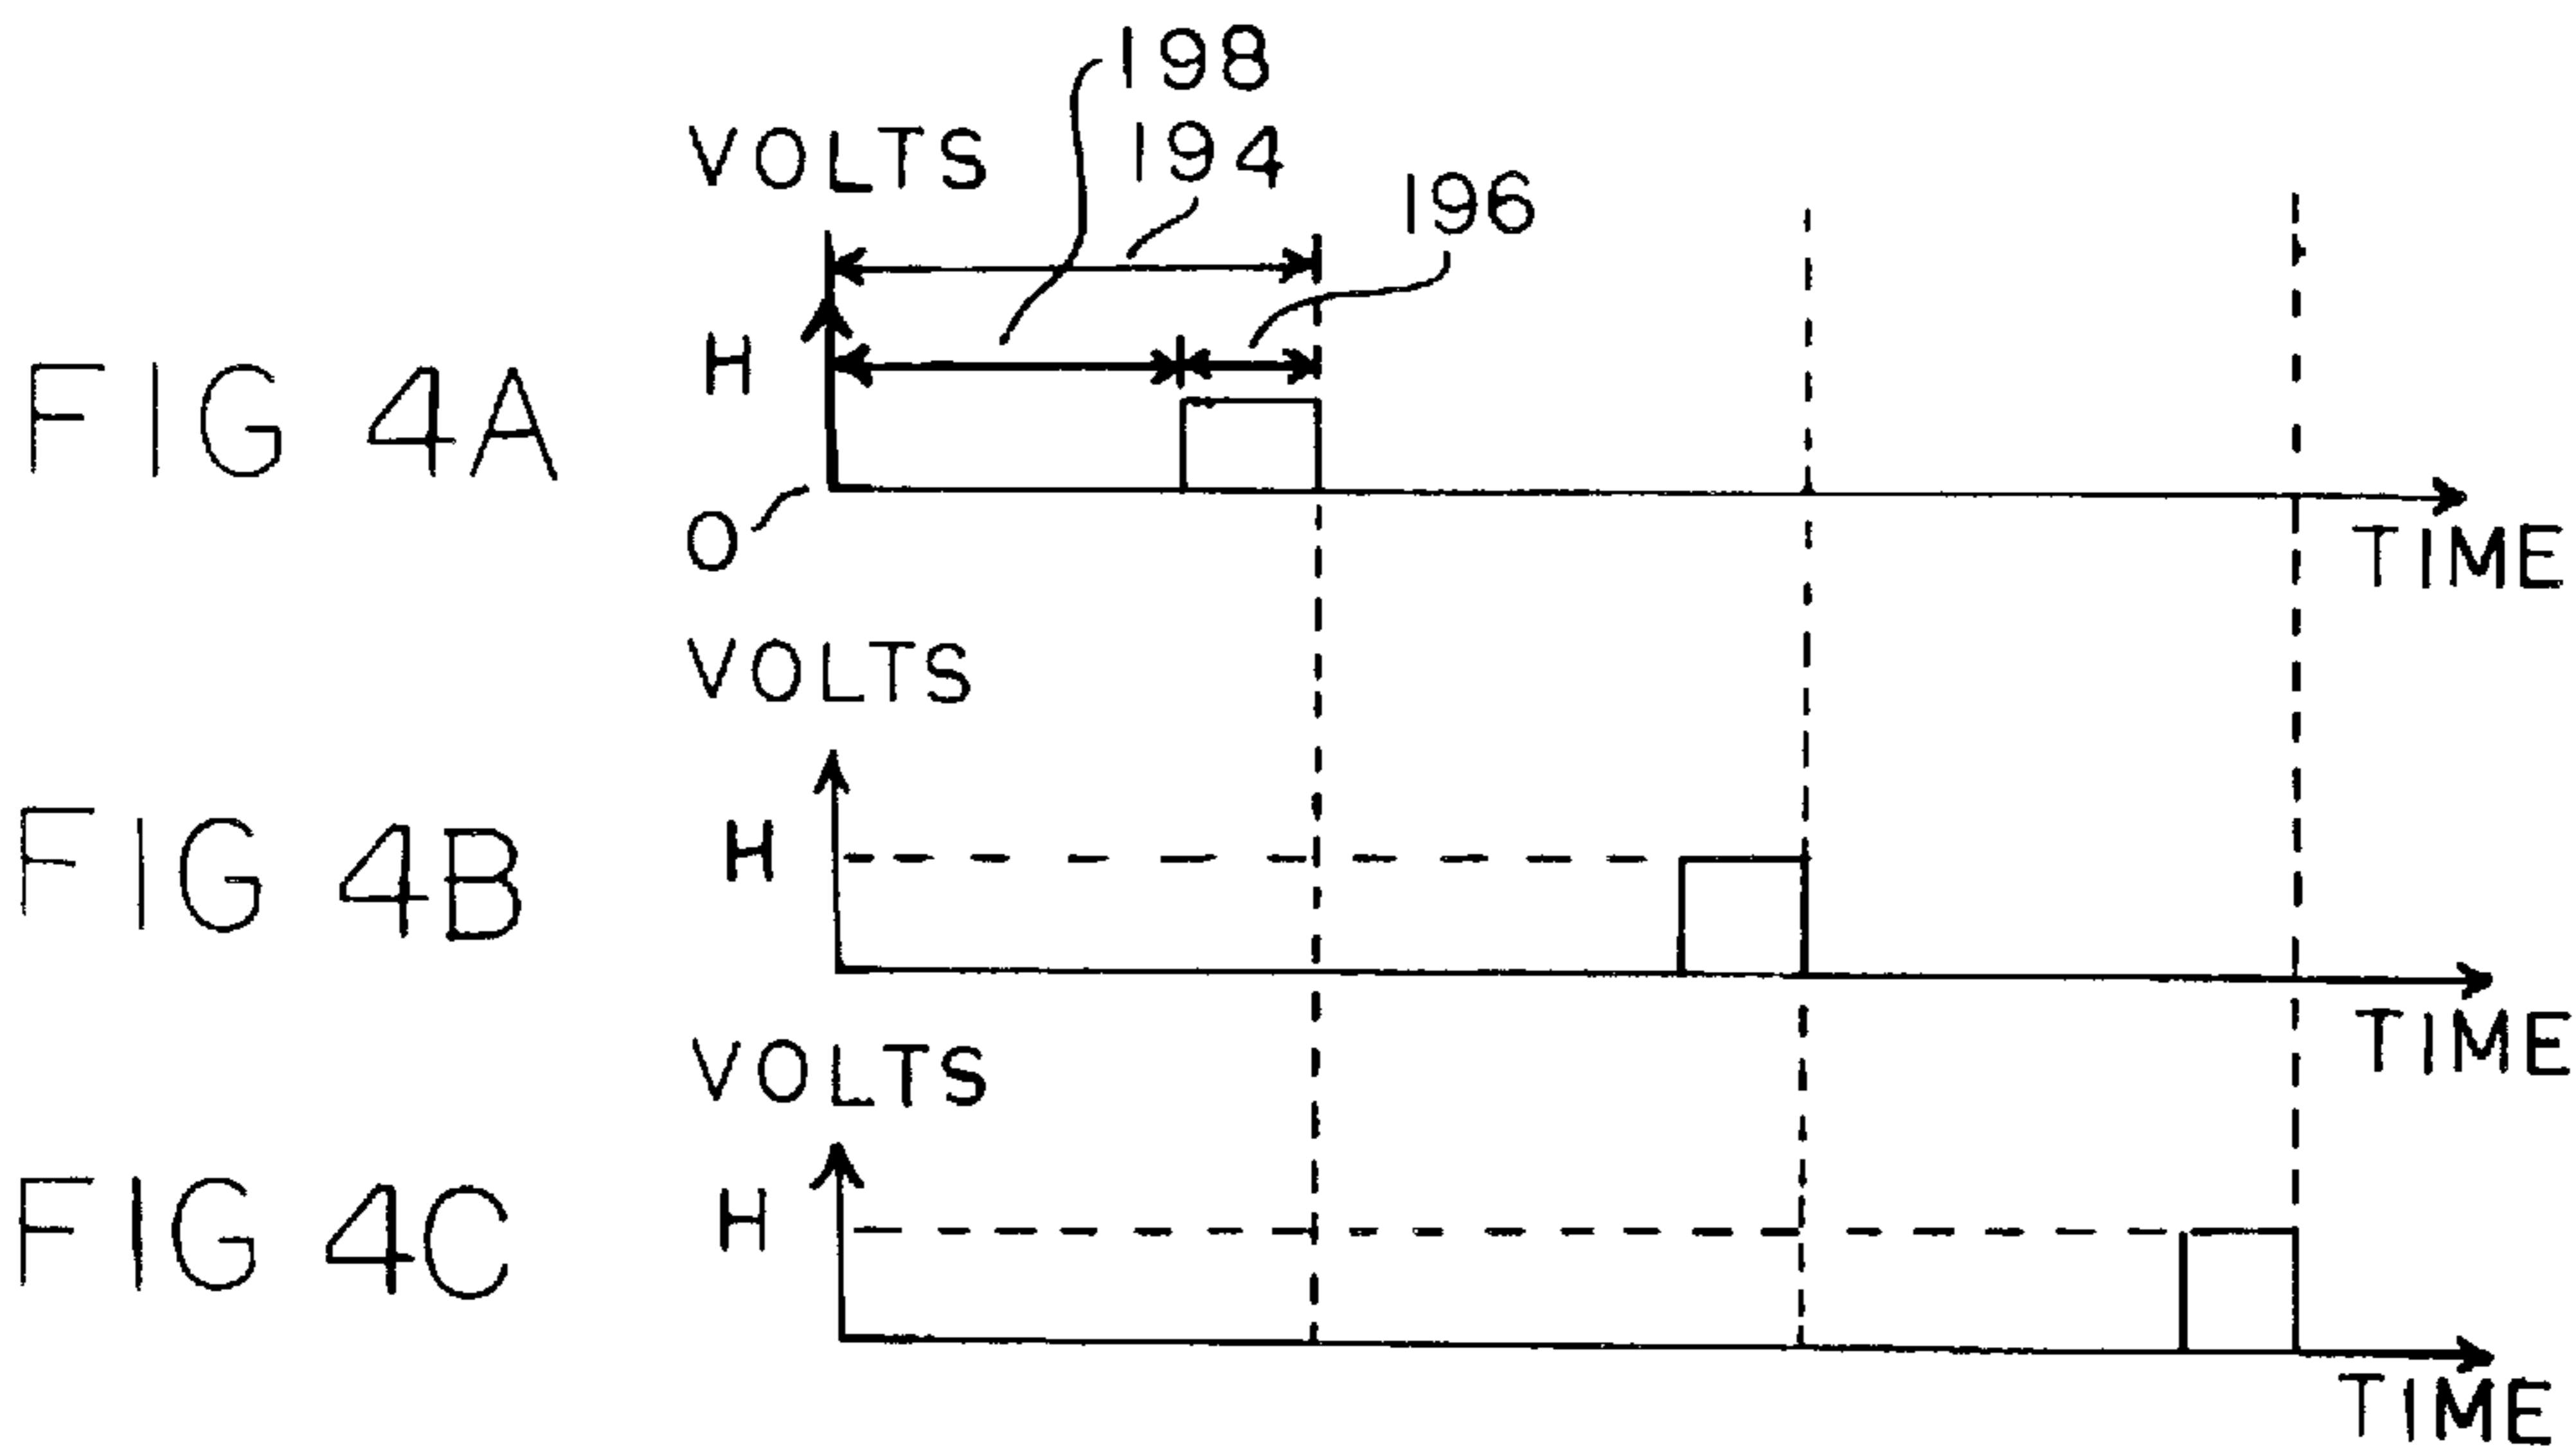 198
VOLTS 194
196
H
FIG 4A
O
TIME
VOLTS
H
FIG 4B
TIME
VOLTS
H
FIG 4C
TIME